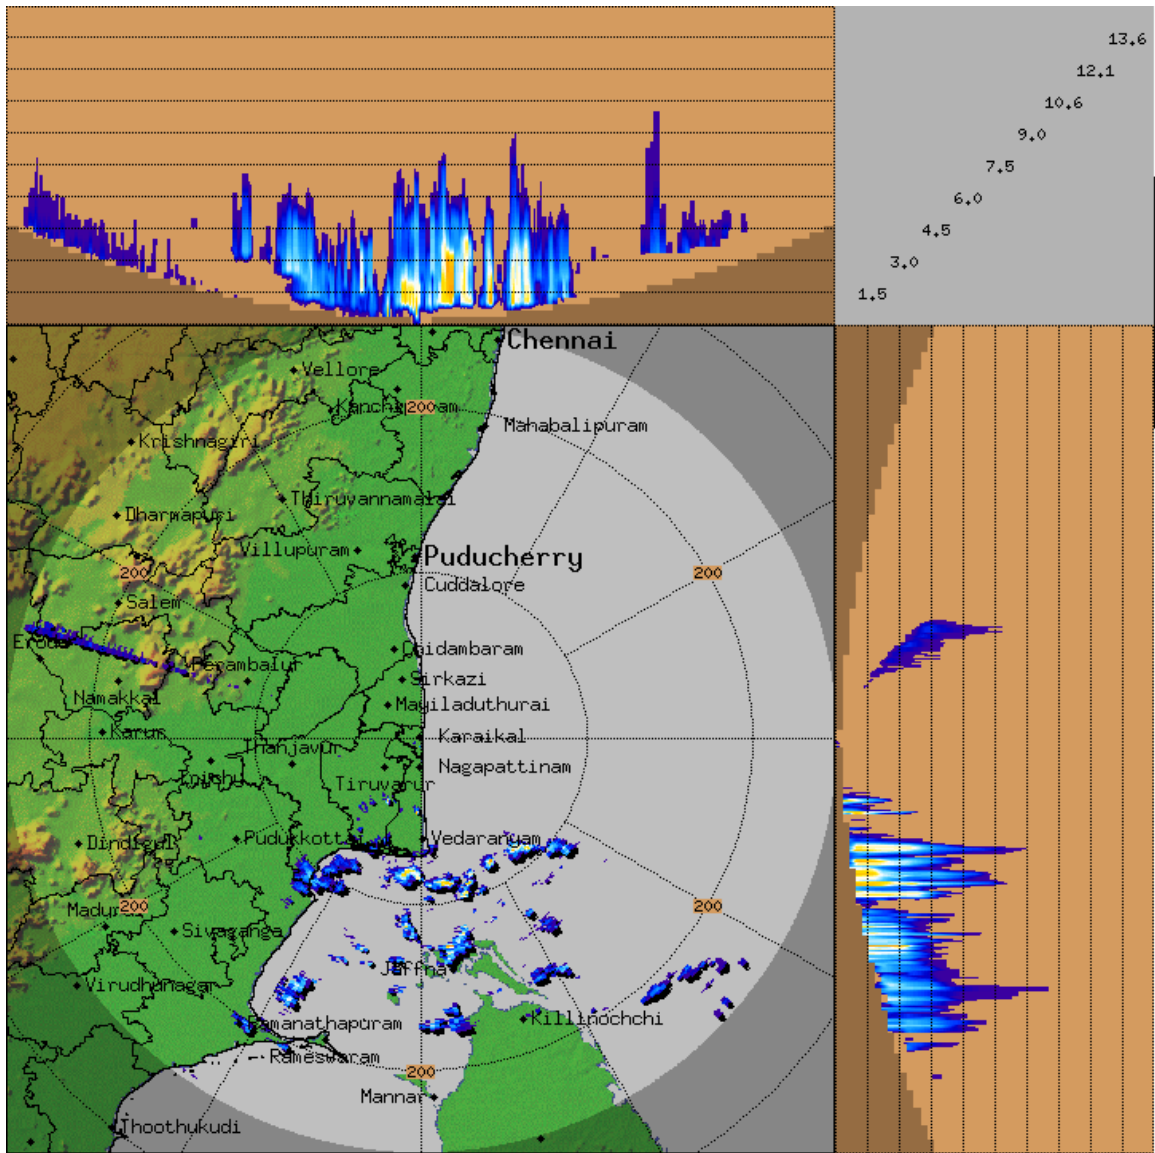 13.6
12.1
10.6
9.0
7.5
6.0
4.5
3.0
1.5
Chennai
Vellore
200
Mahabalipuram
Krishnagiri
Thiruvannamalai
Dharmapuri
Villupuram
Puducherry
200
200
Cuddalore
Salem
Chidambaram
Perambalur
Sirkazi
Namakkal
Mayiladuthurai
Karur
Karaikal
Thanjavur
Nagapattinam
Tiruvarur
Dindigul
Pudukkottai
Vedaranyam
200
200
Sivaganga
Jaffna
Virudhunagar
Ramanathapuram
Killinochchi
Rameswaram
200
Mannar
Thoothukudi